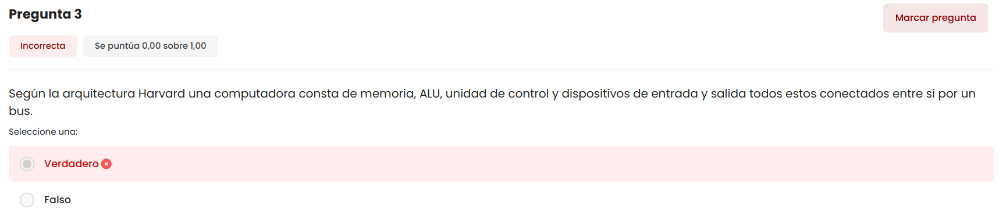 Pregunta 3
Marcar pregunta
Incorrecta
Se puntúa 0,00 sobre 1,00
Según la arquitectura Harvard una computadora consta de memoria, ALU, unidad de control y dispositivos de entrada y salida todos estos conectados entre sí por un
bus.
Seleccione una:
Verdadero
Falso